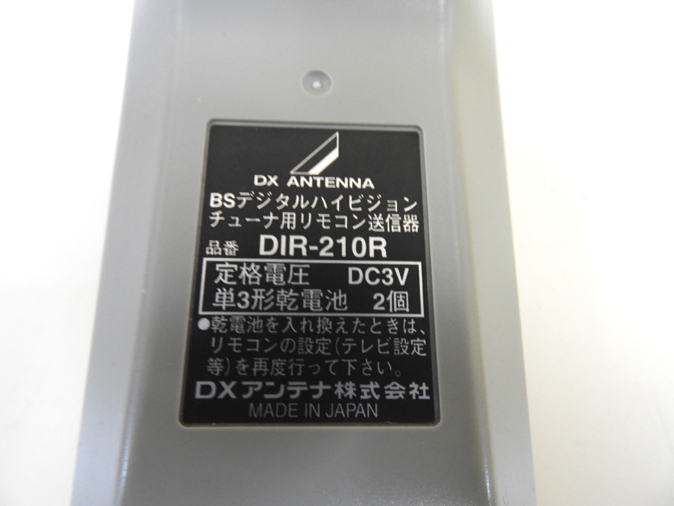 DX ANTENNA
BSデジタルハイビジョン
チューナ用リモコン送信器
品番 DIR-210R
定格電圧 DC3V
単3形乾電池 2個
●乾電池を入れ換えたときは、
リモコンの設定(テレビ設定
等)を再度行って下さい。
DXアンテナ株式会社
MADE IN JAPAN